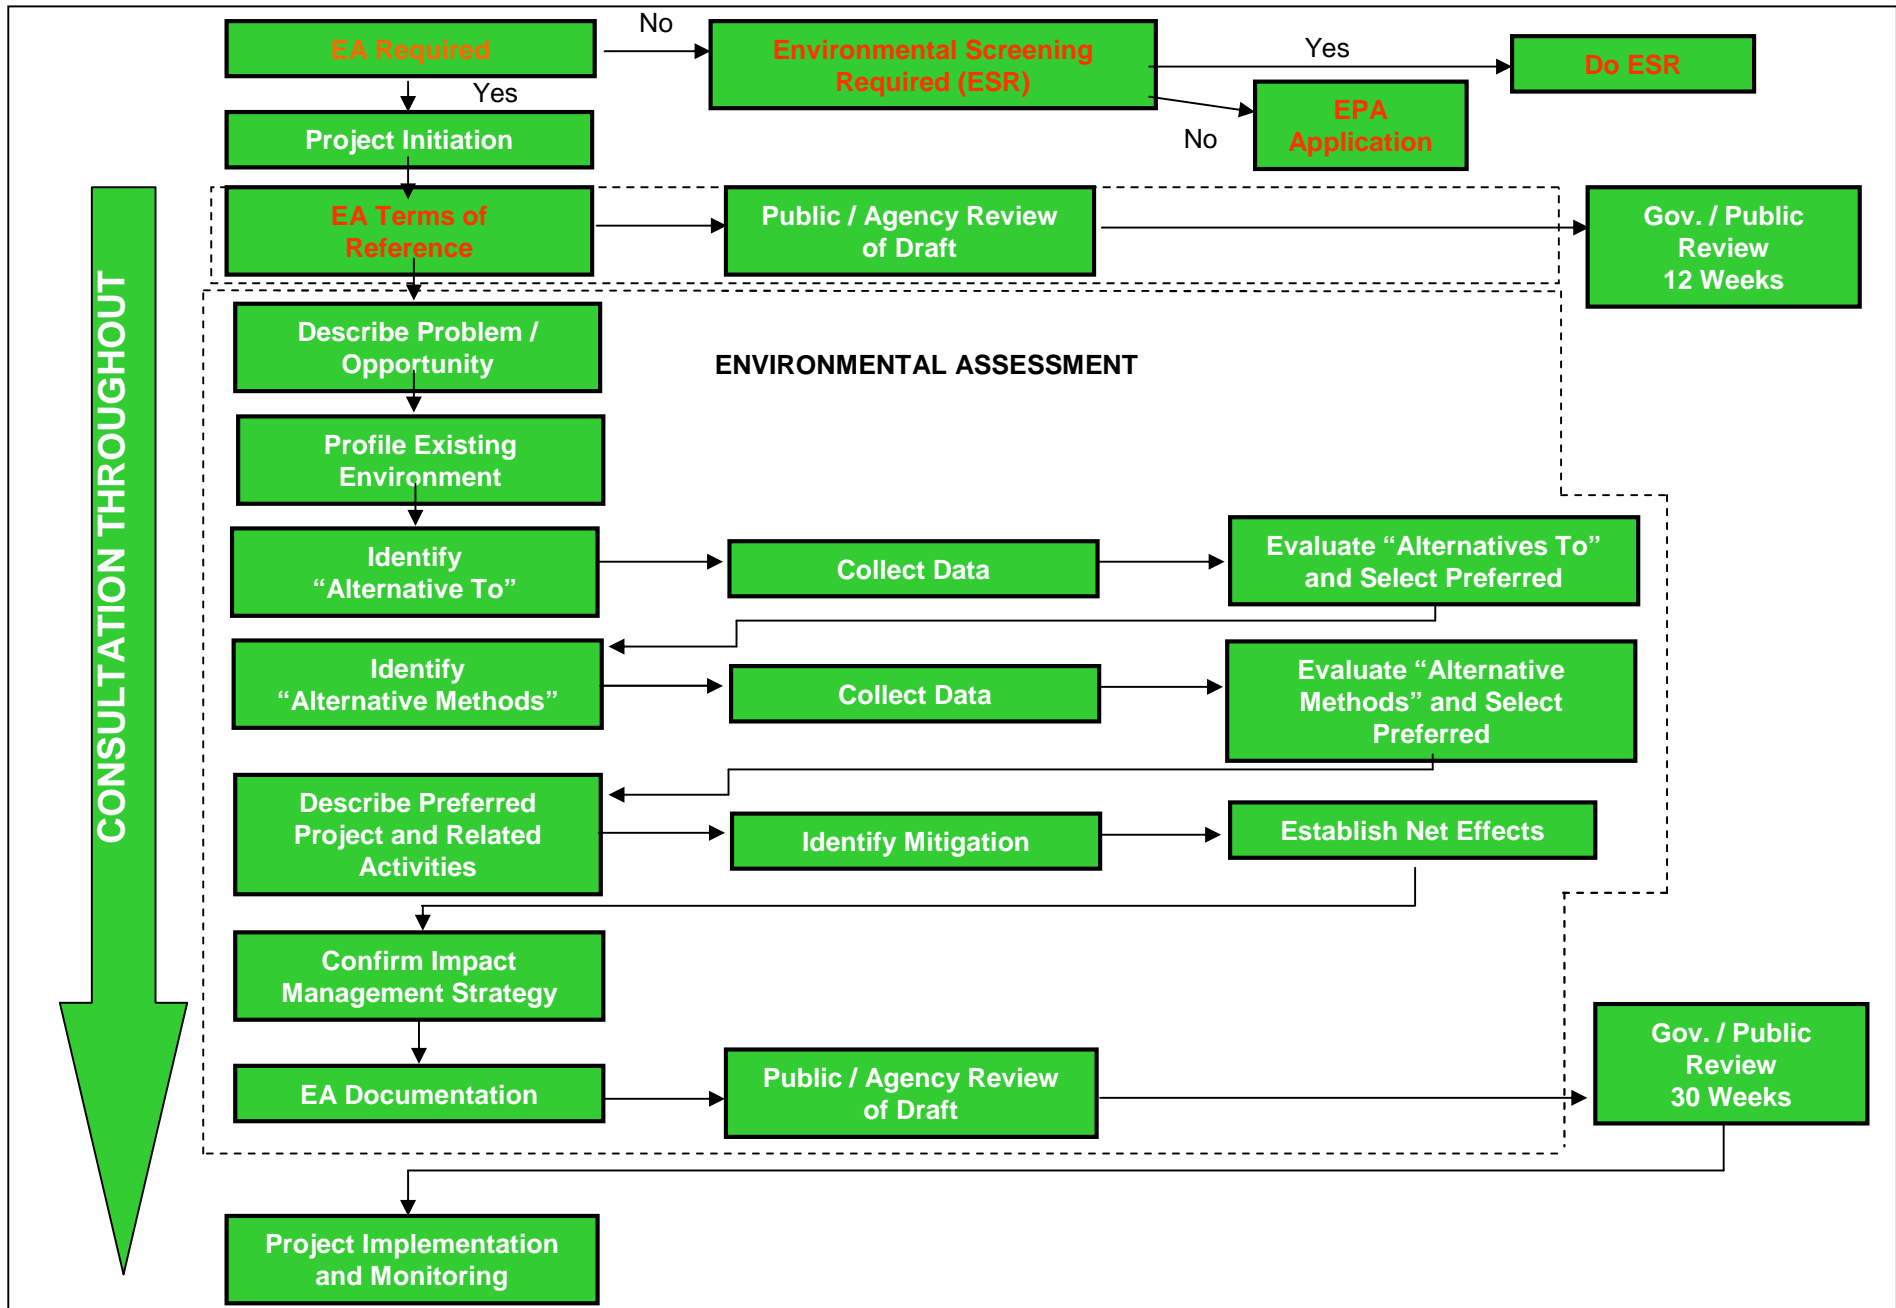 EA Required
No
Environmental Screening
Required (ESR)
Yes
Do ESR
Yes
No
EPA
Application
Project Initiation
EA Terms of
Reference
Public / Agency Review
of Draft
Gov. / Public
Review
12 Weeks
CONSULTATION THROUGHOUT
Describe Problem /
Opportunity
ENVIRONMENTAL ASSESSMENT
Profile Existing
Environment
Identify
“Alternative To”
Collect Data
Evaluate “Alternatives To”
and Select Preferred
Identify
“Alternative Methods”
Collect Data
Evaluate “Alternative
Methods” and Select
Preferred
Describe Preferred
Project and Related
Activities
Identify Mitigation
Establish Net Effects
Confirm Impact
Management Strategy
EA Documentation
Public / Agency Review
of Draft
Gov. / Public
Review
30 Weeks
Project Implementation
and Monitoring